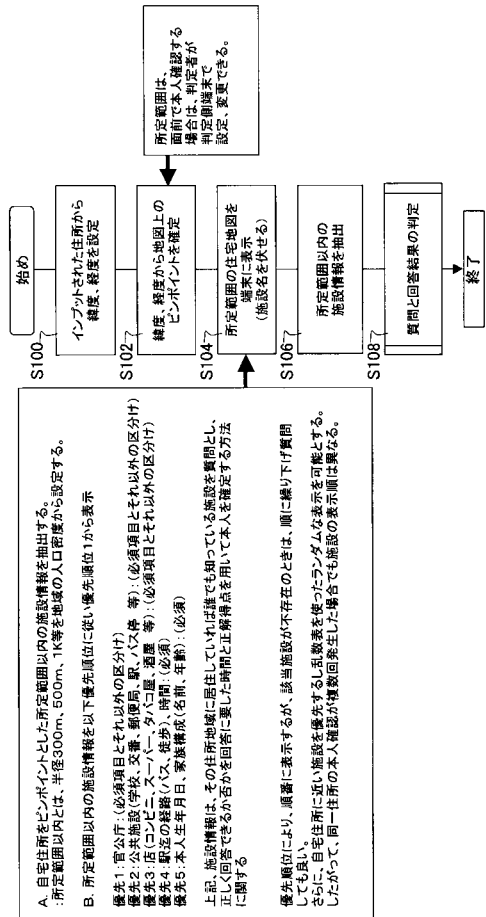 始め
S100
インプットされた住所から
緯度、経度を設定
S102
緯度、経度から地図上の
ピンポイントを確定
所定範囲は、
面前で本人確認する
場合は、判定者が
判定側端末で
設定、変更できる。
S104
所定範囲の住宅地図を
端末に表示
(施設名を伏せる)
S106
所定範囲以内の
施設情報を抽出
S108
質問と回答結果の判定
終了
A. 自宅住所をピンポイントとした所定範囲以内の施設情報を抽出する。
:所定範囲以内とは、半径300m、500m、1K等を地域の人口密度から設定する。
B. 所定範囲以内の施設情報を以下優先順位に従い優先順位1から表示
優先1:官公庁:(必須項目とそれ以外の区分け)
優先2:公共施設(学校、交番、郵便局、駅、バス停 等):(必須項目とそれ以外の区分け)
優先3:店(コンビニ、スーパー、タバコ屋、酒屋 等):(必須項目とそれ以外の区分け)
優先4:駅迄の経路(バス、徒歩)、時間:(必須)
優先5:本人生年月日、家族構成(名前、年齢):(必須)
上記、施設情報は、その住所地域に居住していれば誰でも知っている施設を質問とし、
正しく回答できるか否かを回答に要した時間と正解得点を用いて本人を確定する方法
に関する
優先順位により、順番に表示するが、該当施設が不存在のときは、順に繰り下げ質問
しても良い。
さらに、自宅住所に近い施設を優先するし乱数表を使ったランダムな表示を可能とする。
したがって、同一住所の本人確認が複数回発生した場合でも施設の表示順は異なる。